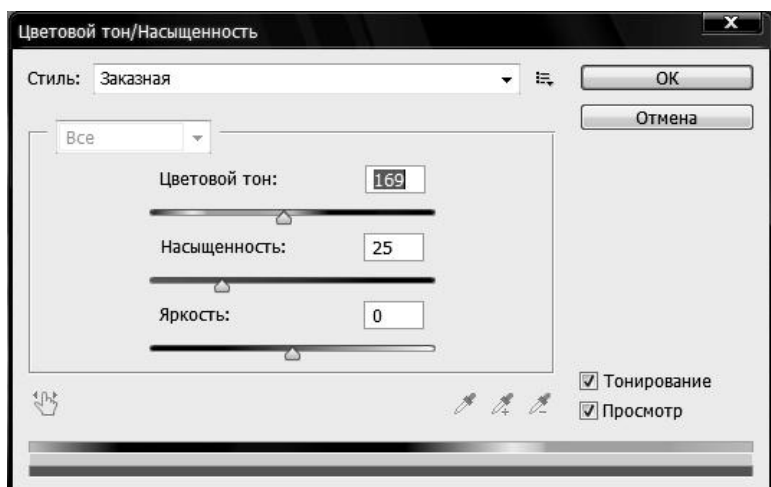 Цветовой тон/Насыщенность
X
Стиль: Заказная
OK
Отмена
Все
Цветовой тон: 169
Насыщенность: 25
Яркость: 0
Тонирование
Просмотр